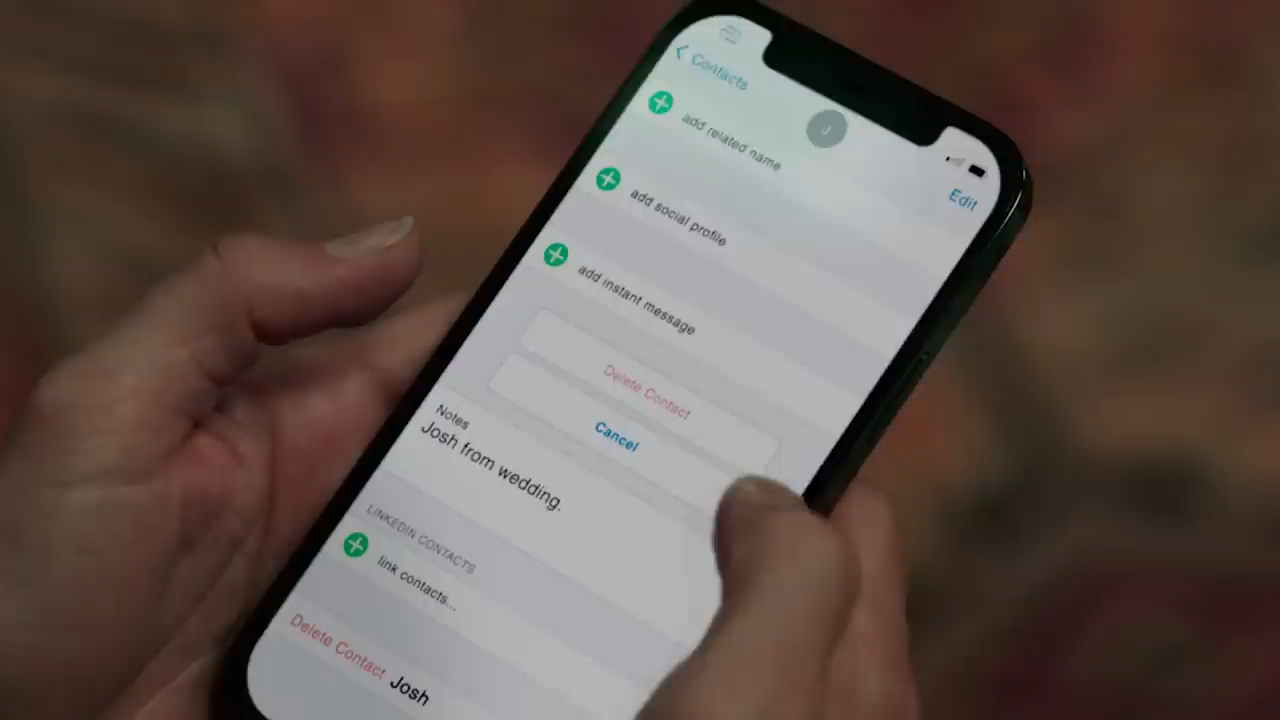 Contacts
J
Edit
add related name
add social profile
add instant message
Delete Contact
Cancel
Notes
Josh from wedding.
LINKEDIN CONTACTS
link contacts...
Delete Contact Josh